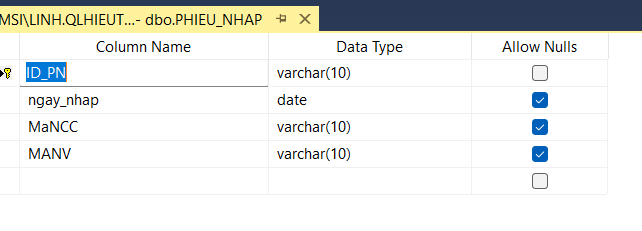 MSI\LINH.QLHIEUT...- dbo.PHIEU_NHAP
Column Name Data Type Allow Nulls
ID_PN varchar(10)
ngay_nhap date
MaNCC varchar(10)
MANV varchar(10)